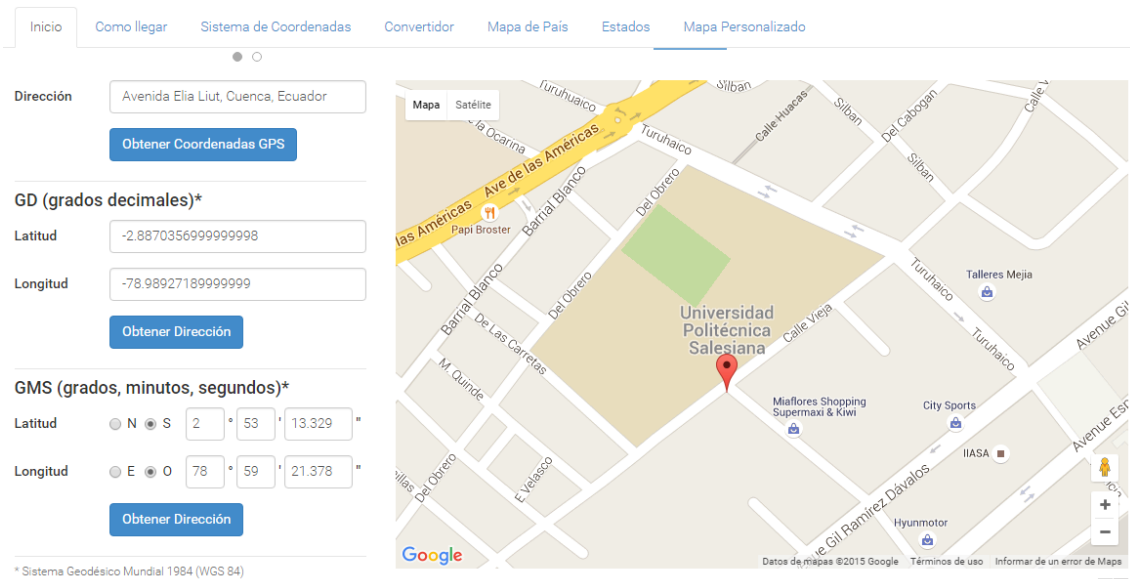 Inicio Como llegar Sistema de Coordenadas Convertidor Mapa de País Estados Mapa Personalizado
Dirección Avenida Elia Liut, Cuenca, Ecuador
Obtener Coordenadas GPS
GD (grados decimales)*
Latitud -2.8870356999999998
Longitud -78.98927189999999
Obtener Dirección
GMS (grados, minutos, segundos)*
Latitud N S 2 ° 53 ' 13.329 "
Longitud E O 78 ° 59 ' 21.378 "
Obtener Dirección
* Sistema Geodésico Mundial 1984 (WGS 84)
Mapa Satélite
Turuhuaico
Silban
Calle V
Calle Huacas
Silban
Del Cabogan
la Ocarina
Ave de las Américas
Turuhaico
Silban
las Américas
Papi Broster
Barrial Blanco
Del Obrero
Barrial Blanco
Del Obrero
Turuhaico
Talleres Mejia
Universidad
Politécnica
Salesiana
Calle Vieja
De Las Carretas
Turuhaico
Avenue Gil
M. Quinde
Miaflores Shopping
Supermaxi & Kiwi
City Sports
Avenue Esp
IIASA
nillas
Del Obrero
E Velasco
ue Gil Ramírez Dávalos
Hyunmotor
+
−
Google
Datos de mapas ©2015 Google Términos de uso Informar de un error de Maps